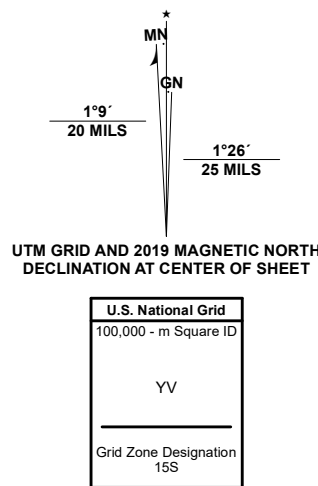 ★
MN
GN
1°9´
20 MILS
1°26´
25 MILS
UTM GRID AND 2019 MAGNETIC NORTH
DECLINATION AT CENTER OF SHEET
U.S. National Grid
100,000 - m Square ID
YV
Grid Zone Designation
15S